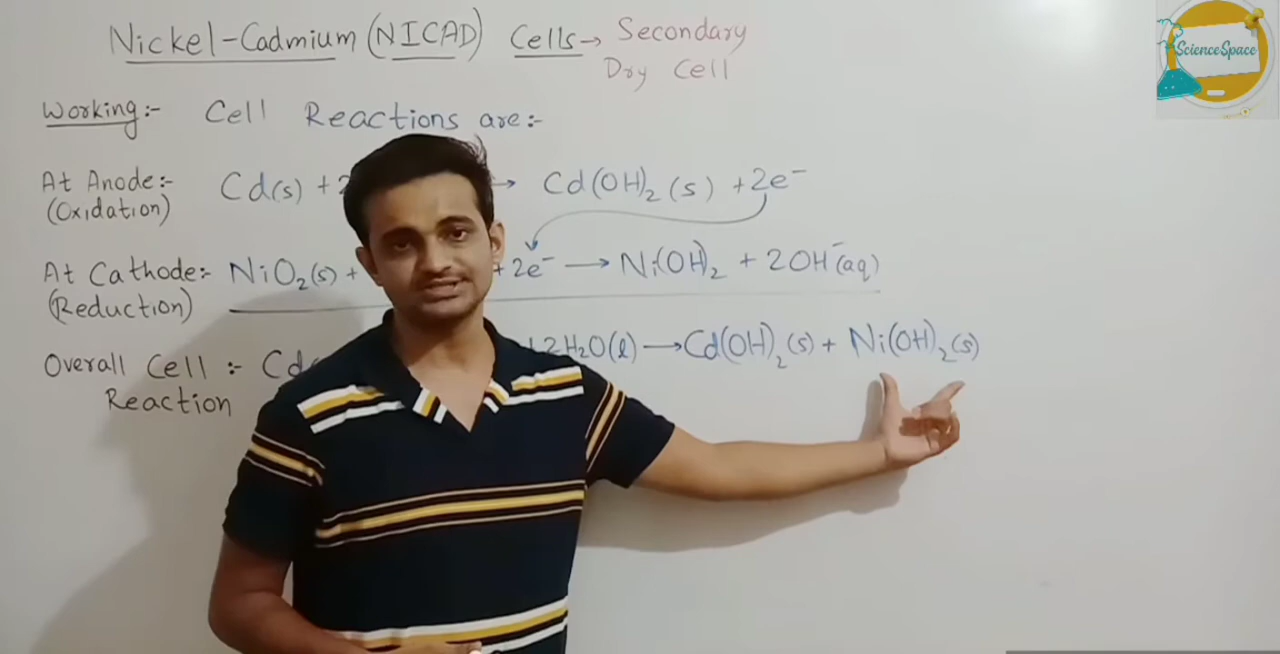 Nickel-Cadmium (NICAD) Cells → Secondary
Dry Cell
Working:- Cell Reactions are:-
At Anode:- Cd(s) + 2 → Cd(OH)₂ (s) + 2e⁻
(Oxidation)
At Cathode:- NiO₂(s) + + 2e⁻ → Ni(OH)₂ + 2OH⁻(aq)
(Reduction)
Overall Cell :- Cd + 2H₂O(l) → Cd(OH)₂(s) + Ni(OH)₂(s)
Reaction
ScienceSpace